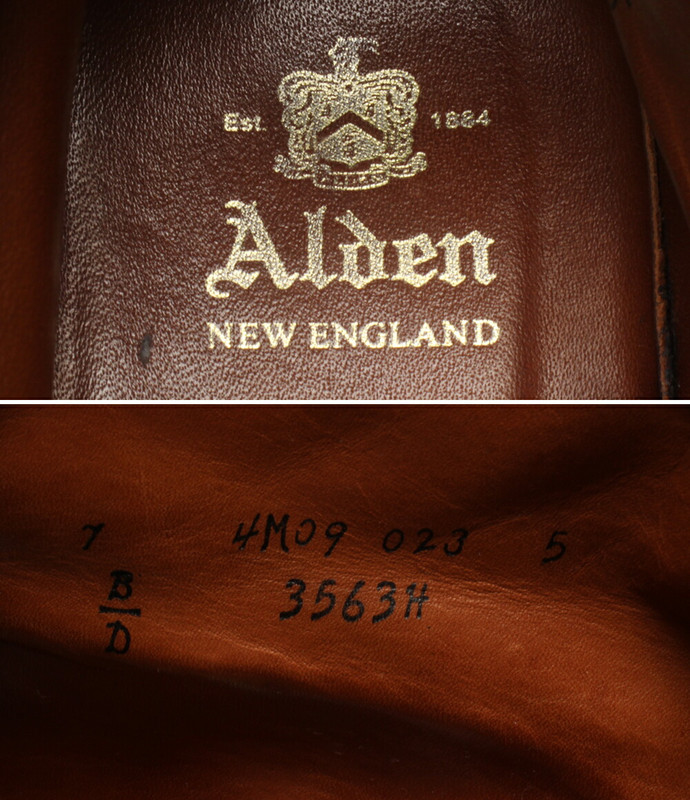 Est. 1884
Alden
NEW ENGLAND
7 4M09 023 5
B
D
3563H